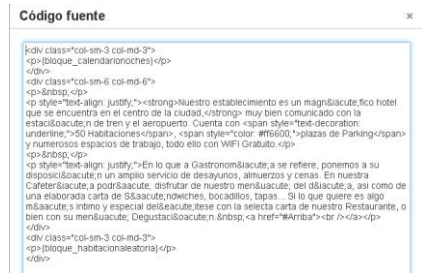 Código fuente ×
<div class="col-sm-3 col-md-3">
<p>{bloque_calendarionoches}</p>
</div>
<div class="col-sm-6 col-md-6">
<p>&nbsp;</p>
<p style="text-align: justify;"><strong>Nuestro establecimiento es un magn&iacute;fico hotel
que se encuentra en el centro de la ciudad,</strong> muy bien comunicado con la
estaci&oacute;n de tren y el aeropuerto. Cuenta con <span style="text-decoration:
underline;">50 Habitaciones</span>, <span style="color: #ff6600;">plazas de Parking</span>
y numerosos espacios de trabajo, todo ello con WIFI Gratuito.</p>
<p>&nbsp;</p>
<p style="text-align: justify;">En lo que a Gastronom&iacute;a se refiere, ponemos a su
disposici&oacute;n un amplio servicio de desayunos, almuerzos y cenas. En nuestra
Cafeter&iacute;a podr&aacute; disfrutar de nuestro men&uacute; del d&iacute;a, asi como de
una elaborada carta de S&aacute;ndwiches, bocadillos, tapas... Si lo que quiere es algo
m&aacute;s intimo y especial del&eacute;itese con la selecta carta de nuestro Restaurante, o
bien con su men&uacute; Degustaci&oacute;n.&nbsp;<a href="#Arriba"><br /></a></p>
</div>
<div class="col-sm-3 col-md-3">
<p>{bloque_habitacionaleatoria}</p>
</div>